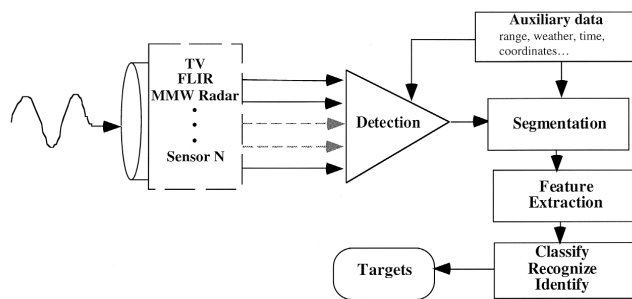 Auxiliary data
range, weather, time,
coordinates…
TV
FLIR
MMW Radar
Sensor N
Detection
Segmentation
Feature
Extraction
Classify
Recognize
Identify
Targets